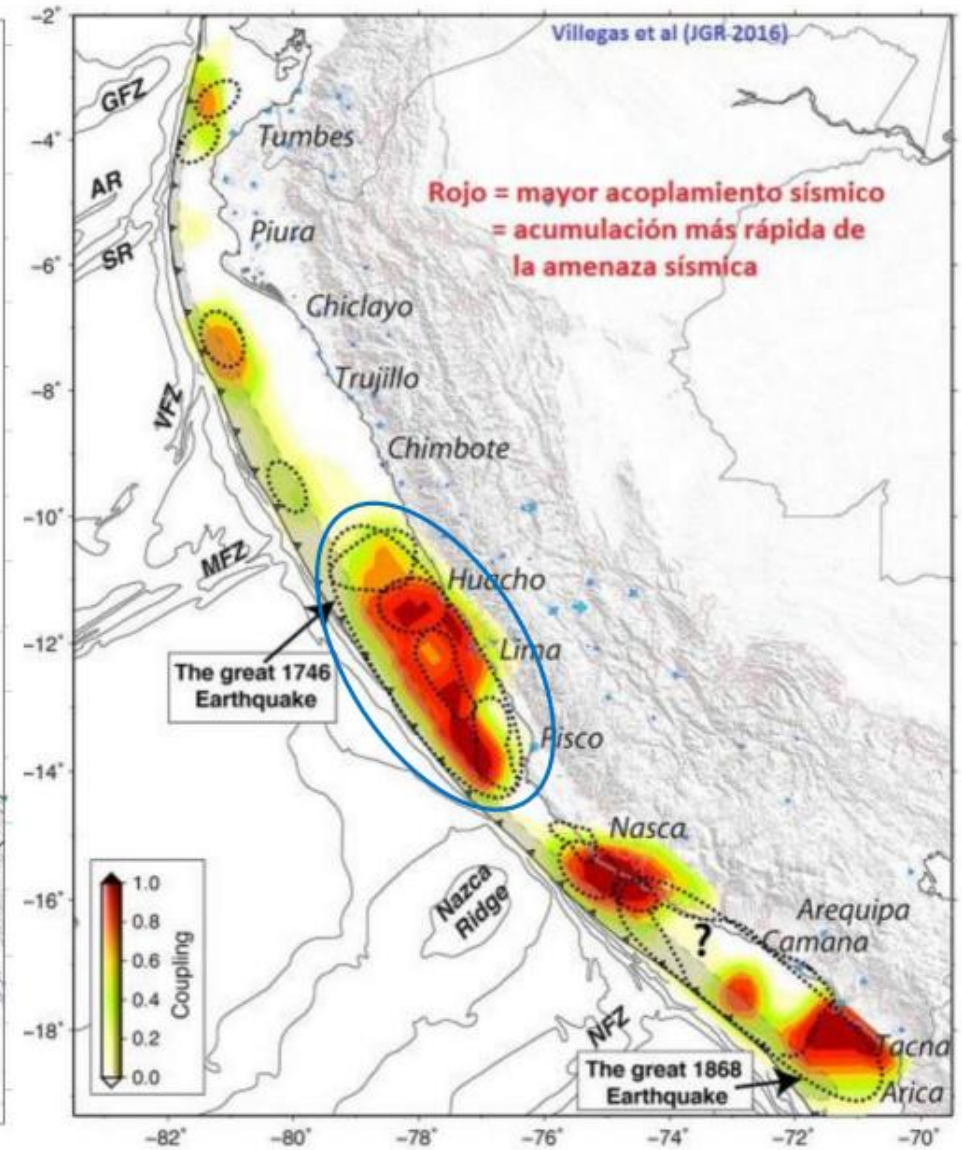 Villegas et al (JGR 2016)
−2°
GFZ
−4°
Tumbes
AR
Rojo = mayor acoplamiento sísmico
= acumulación más rápida de
la amenaza sísmica
SR
Piura
−6°
Chiclayo
Trujillo
−8°
VFZ
Chimbote
−10°
MFZ
Huacho
−12°
Lima
The great 1746
Earthquake
Pisco
−14°
Nasca
1.0
0.8
0.6
0.4
0.2
0.0
Coupling
Nazca
Ridge
−16°
Arequipa
?
Camana
−18°
NFZ
Tacna
The great 1868
Earthquake
Arica
−82°
−80°
−78°
−76°
−74°
−72°
−70°